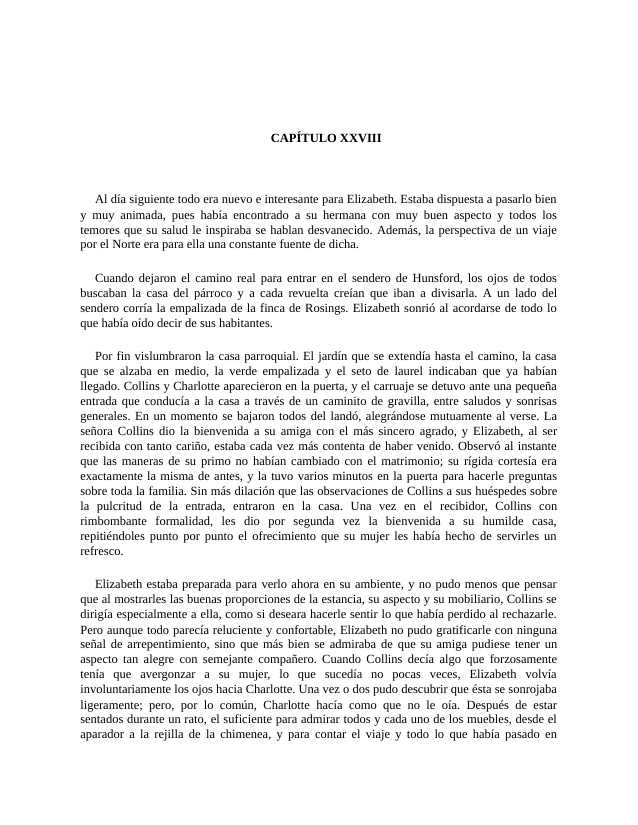 CAPÍTULO XXVIII
Al día siguiente todo era nuevo e interesante para Elizabeth. Estaba dispuesta a pasarlo bien
y muy animada, pues había encontrado a su hermana con muy buen aspecto y todos los
temores que su salud le inspiraba se hablan desvanecido. Además, la perspectiva de un viaje
por el Norte era para ella una constante fuente de dicha.
Cuando dejaron el camino real para entrar en el sendero de Hunsford, los ojos de todos
buscaban la casa del párroco y a cada revuelta creían que iban a divisarla. A un lado del
sendero corría la empalizada de la finca de Rosings. Elizabeth sonrió al acordarse de todo lo
que había oído decir de sus habitantes.
Por fin vislumbraron la casa parroquial. El jardín que se extendía hasta el camino, la casa
que se alzaba en medio, la verde empalizada y el seto de laurel indicaban que ya habían
llegado. Collins y Charlotte aparecieron en la puerta, y el carruaje se detuvo ante una pequeña
entrada que conducía a la casa a través de un caminito de gravilla, entre saludos y sonrisas
generales. En un momento se bajaron todos del landó, alegrándose mutuamente al verse. La
señora Collins dio la bienvenida a su amiga con el más sincero agrado, y Elizabeth, al ser
recibida con tanto cariño, estaba cada vez más contenta de haber venido. Observó al instante
que las maneras de su primo no habían cambiado con el matrimonio; su rígida cortesía era
exactamente la misma de antes, y la tuvo varios minutos en la puerta para hacerle preguntas
sobre toda la familia. Sin más dilación que las observaciones de Collins a sus huéspedes sobre
la pulcritud de la entrada, entraron en la casa. Una vez en el recibidor, Collins con
rimbombante formalidad, les dio por segunda vez la bienvenida a su humilde casa,
repitiéndoles punto por punto el ofrecimiento que su mujer les había hecho de servirles un
refresco.
Elizabeth estaba preparada para verlo ahora en su ambiente, y no pudo menos que pensar
que al mostrarles las buenas proporciones de la estancia, su aspecto y su mobiliario, Collins se
dirigía especialmente a ella, como si deseara hacerle sentir lo que había perdido al rechazarle.
Pero aunque todo parecía reluciente y confortable, Elizabeth no pudo gratificarle con ninguna
señal de arrepentimiento, sino que más bien se admiraba de que su amiga pudiese tener un
aspecto tan alegre con semejante compañero. Cuando Collins decía algo que forzosamente
tenía que avergonzar a su mujer, lo que sucedía no pocas veces, Elizabeth volvía
involuntariamente los ojos hacia Charlotte. Una vez o dos pudo descubrir que ésta se sonrojaba
ligeramente; pero, por lo común, Charlotte hacía como que no le oía. Después de estar
sentados durante un rato, el suficiente para admirar todos y cada uno de los muebles, desde el
aparador a la rejilla de la chimenea, y para contar el viaje y todo lo que había pasado en